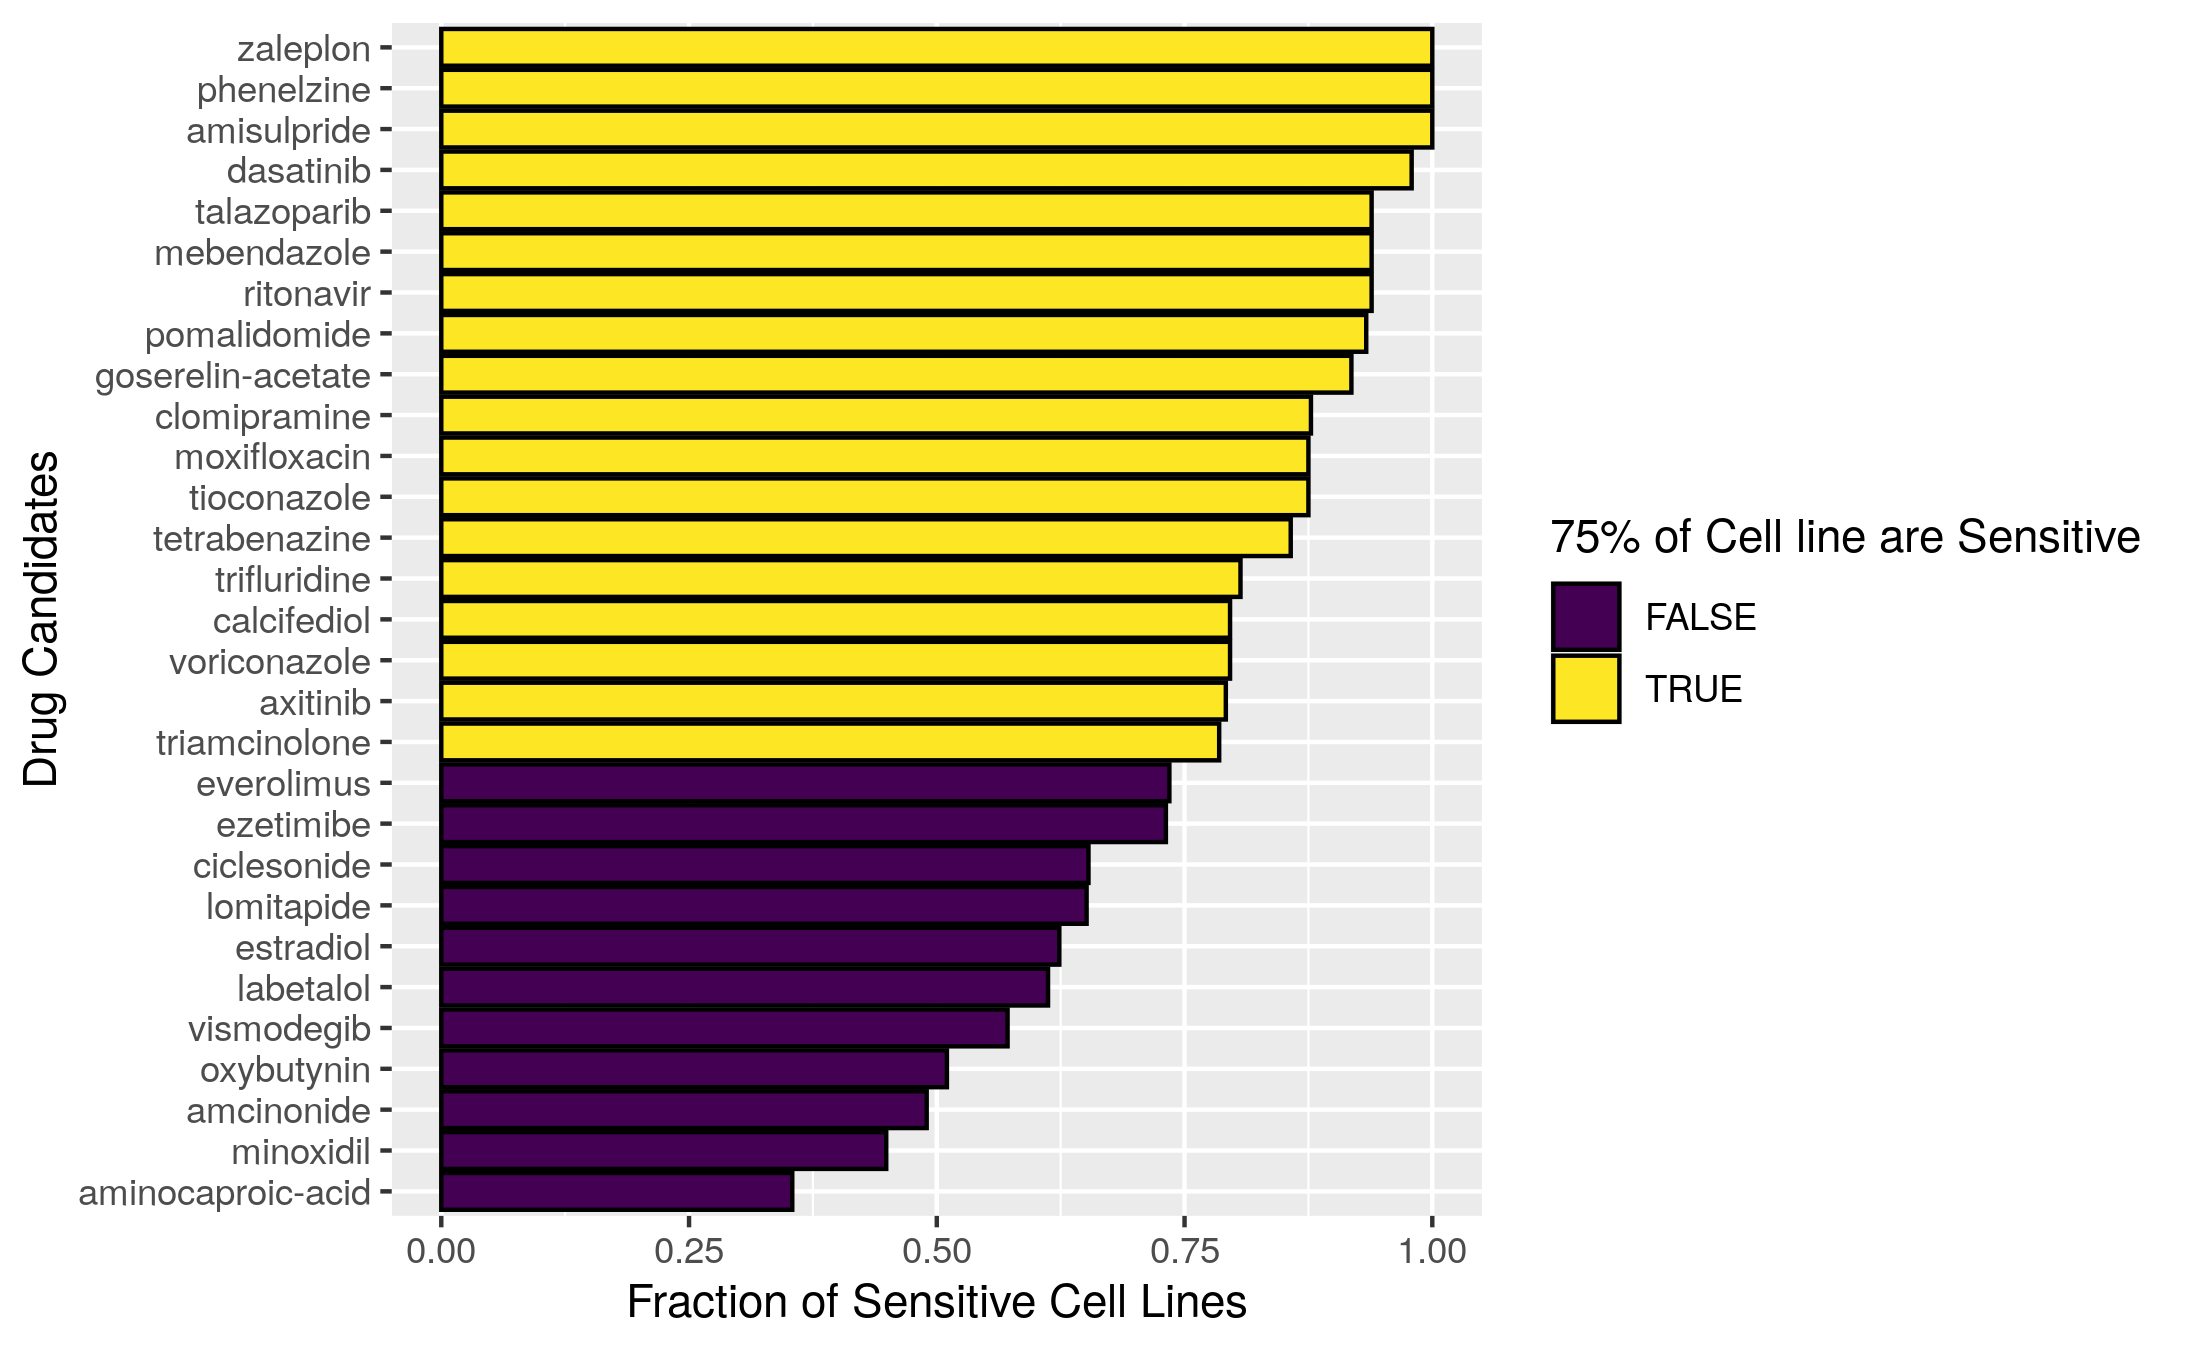 Drug Candidates
zaleplon
phenelzine
amisulpride
dasatinib
talazoparib
mebendazole
ritonavir
pomalidomide
goserelin-acetate
clomipramine
moxifloxacin
tioconazole
tetrabenazine
trifluridine
calcifediol
voriconazole
axitinib
triamcinolone
everolimus
ezetimibe
ciclesonide
lomitapide
estradiol
labetalol
vismodegib
oxybutynin
amcinonide
minoxidil
aminocaproic-acid
0.00 0.25 0.50 0.75 1.00
Fraction of Sensitive Cell Lines
75% of Cell line are Sensitive
FALSE
TRUE